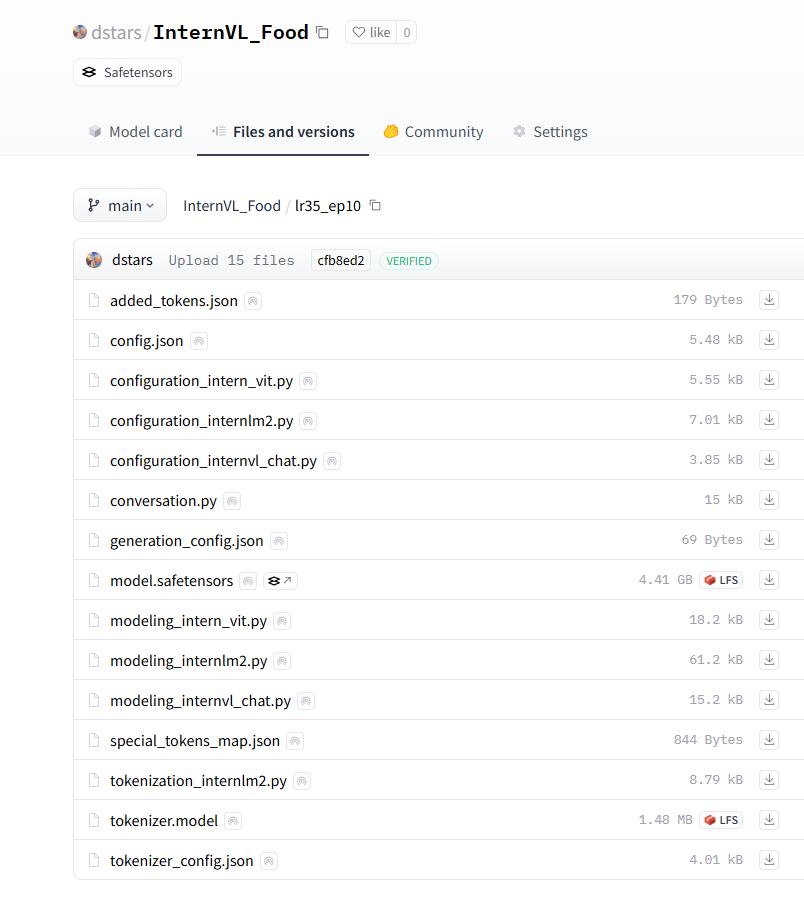 dstars/InternVL_Food like 0
Safetensors
Model card Files and versions Community Settings
main InternVL_Food / lr35_ep10
dstars Upload 15 files cfb8ed2 VERIFIED
added_tokens.json 179 Bytes
config.json 5.48 kB
configuration_intern_vit.py 5.55 kB
configuration_internlm2.py 7.01 kB
configuration_internvl_chat.py 3.85 kB
conversation.py 15 kB
generation_config.json 69 Bytes
model.safetensors 4.41 GB LFS
modeling_intern_vit.py 18.2 kB
modeling_internlm2.py 61.2 kB
modeling_internvl_chat.py 15.2 kB
special_tokens_map.json 844 Bytes
tokenization_internlm2.py 8.79 kB
tokenizer.model 1.48 MB LFS
tokenizer_config.json 4.01 kB